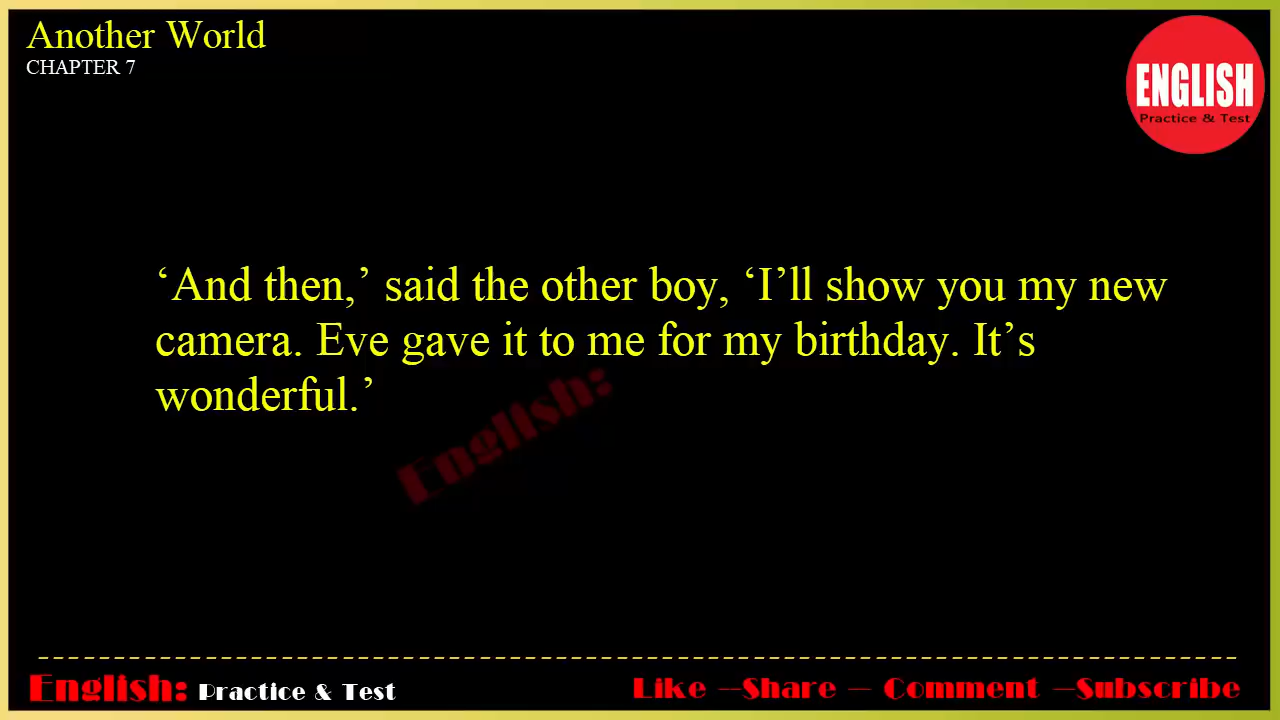 Another World
CHAPTER 7
ENGLISH
Practice & Test
‘And then,’ said the other boy, ‘I’ll show you my new
camera. Eve gave it to me for my birthday. It’s
wonderful.’
English:
English: Practice & Test
Like –Share – Comment –Subscribe